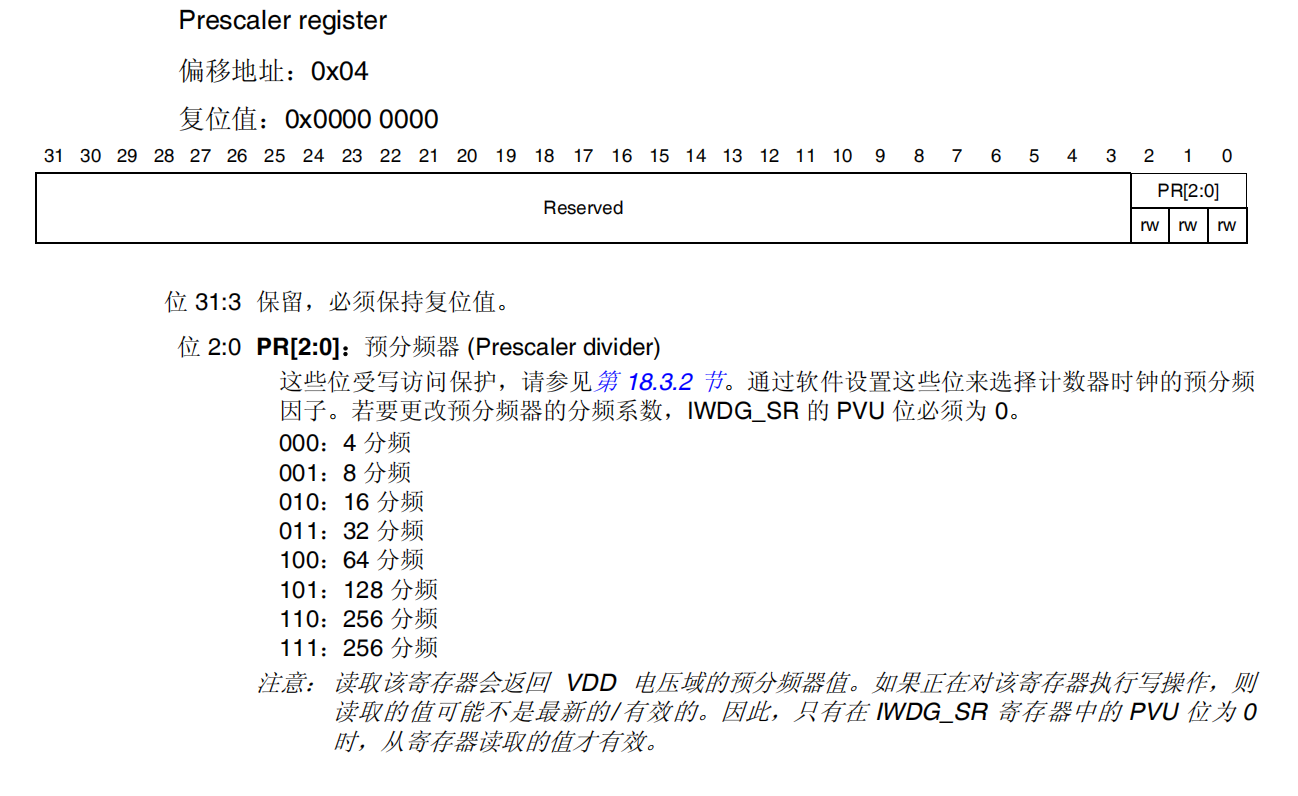 Prescaler register
偏移地址：0x04
复位值：0x0000 0000
31 30 29 28 27 26 25 24 23 22 21 20 19 18 17 16 15 14 13 12 11 10 9 8 7 6 5 4 3 2 1 0
Reserved
PR[2:0]
rw rw rw
位 31:3 保留，必须保持复位值。
位 2:0 PR[2:0]：预分频器 (Prescaler divider)
这些位受写访问保护，请参见第 18.3.2 节。通过软件设置这些位来选择计数器时钟的预分频
因子。若要更改预分频器的分频系数，IWDG_SR 的 PVU 位必须为 0。
000：4 分频
001：8 分频
010：16 分频
011：32 分频
100：64 分频
101：128 分频
110：256 分频
111：256 分频
注意： 读取该寄存器会返回 VDD 电压域的预分频器值。如果正在对该寄存器执行写操作，则
读取的值可能不是最新的/有效的。因此，只有在 IWDG_SR 寄存器中的 PVU 位为 0
时，从寄存器读取的值才有效。